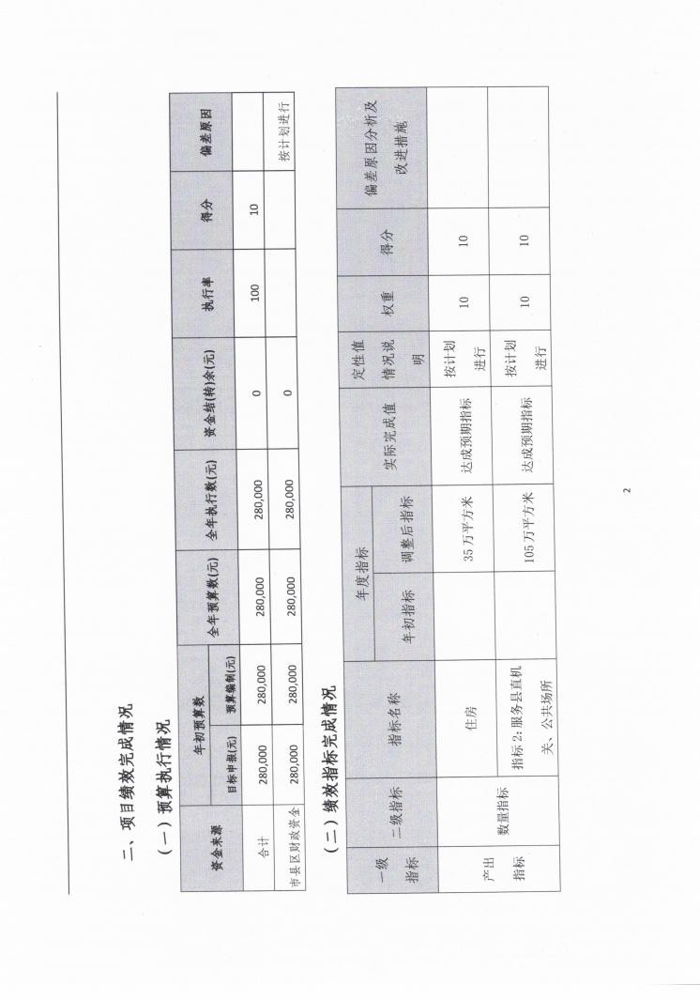 二、项目绩效完成情况
（一）预算执行情况
资金来源 年初预算数 全年预算数(元) 全年执行数(元) 资金结(转)余(元) 执行率 得分 偏差原因
目标申报(元) 预算编制(元)
合计 280,000 280,000 280,000 280,000 0 100 10
市县区财政资金 280,000 280,000 280,000 280,000 0 按计划进行
（二）绩效指标完成情况
一级
指标
二级指标
指标名称
年度指标
年初指标 调整后指标
实际完成值
定性值
情况说
明
权重
得分
偏差原因分析及
改进措施
产出
指标
数量指标
住房
35 万平方米
达成预期指标
按计划
进行
10
10
指标 2: 服务县直机
关、公共场所
105 万平方米
达成预期指标
按计划
进行
10
10
2